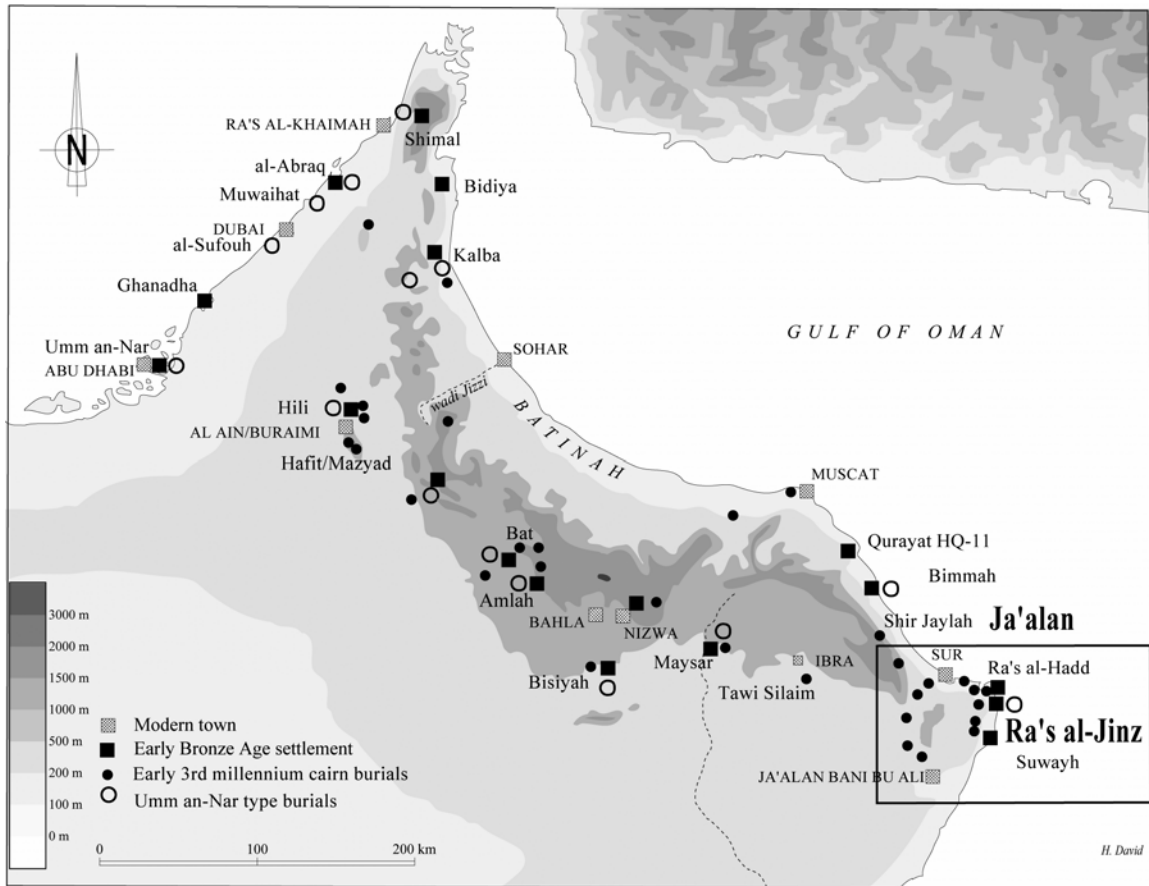 N
RA'S AL-KHAIMAH
Shimal
al-Abraq
Muwaihat
Bidiya
DUBAI
al-Sufouh
Kalba
Ghanadha
GULF OF OMAN
Umm an-Nar
ABU DHABI
SOHAR
wadi Jizzi
BATINAH
Hili
AL AIN/BURAIMI
Hafit/Mazyad
MUSCAT
Bat
Qurayat HQ-11
Bimmah
Amlah
Shir Jaylah
Ja'alan
BAHLA
NIZWA
Maysar
IBRA
SUR
Ra's al-Hadd
Bisiyah
Tawi Silaim
Ra's al-Jinz
Suwayh
JA'ALAN BANI BU ALI
3000 m
2000 m
1500 m
1000 m
500 m
200 m
100 m
0 m
Modern town
Early Bronze Age settlement
Early 3rd millennium cairn burials
Umm an-Nar type burials
0 100 200 km
H. David